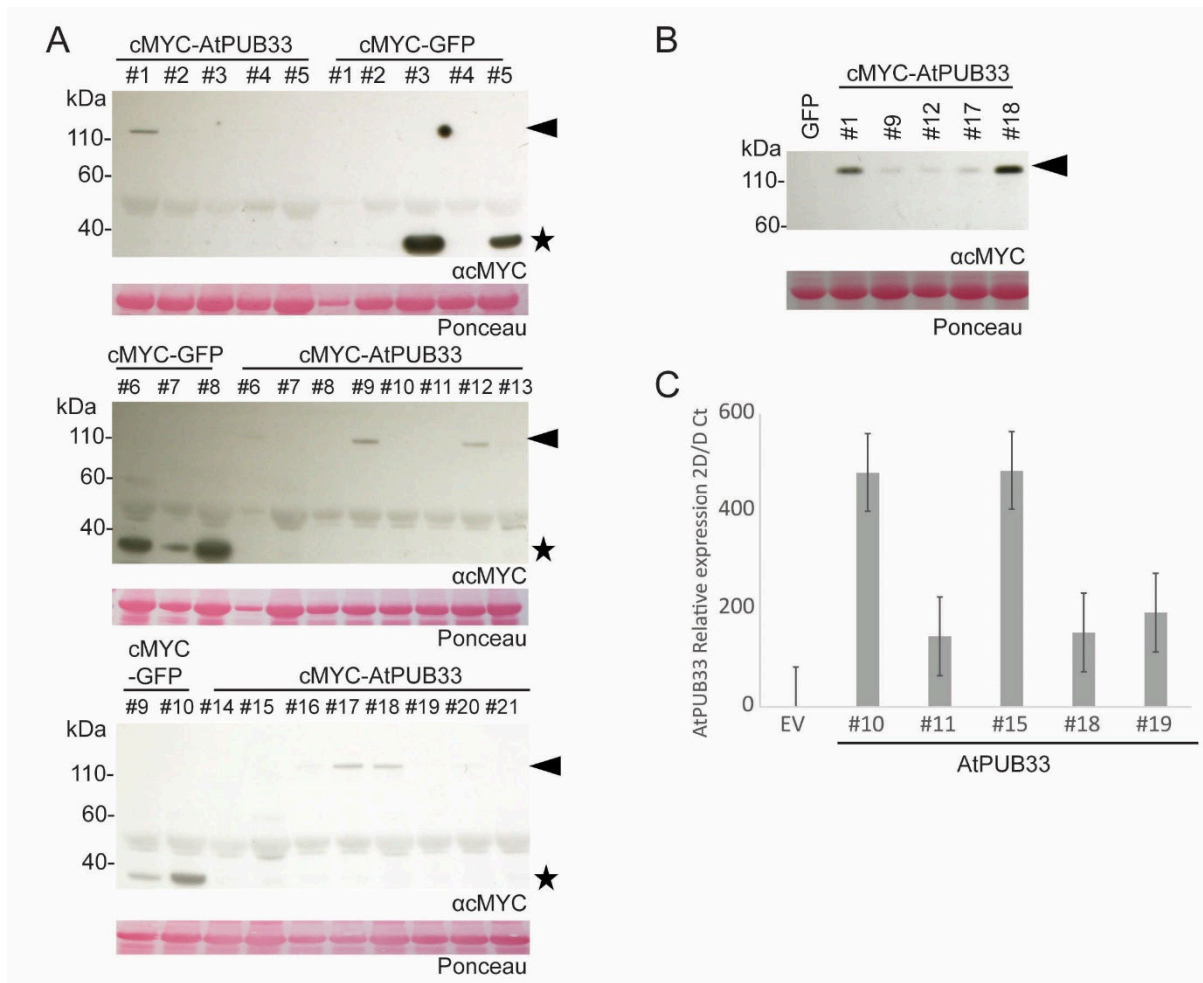 A
cMYC-AtPUB33 cMYC-GFP
#1 #2 #3 #4 #5 #1 #2 #3 #4 #5
kDa
110-
60-
40-
αcMYC
Ponceau
cMYC-GFP cMYC-AtPUB33
#6 #7 #8 #6 #7 #8 #9 #10 #11 #12 #13
kDa
110-
60-
40-
αcMYC
Ponceau
cMYC
-GFP cMYC-AtPUB33
#9 #10 #14 #15 #16 #17 #18 #19 #20 #21
kDa
110-
60-
40-
αcMYC
Ponceau
B
cMYC-AtPUB33
GFP #1 #9 #12 #17 #18
kDa
110-
60-
αcMYC
Ponceau
C
AtPUB33 Relative expression 2D/D Ct
600
400
200
0
EV #10 #11 #15 #18 #19
AtPUB33